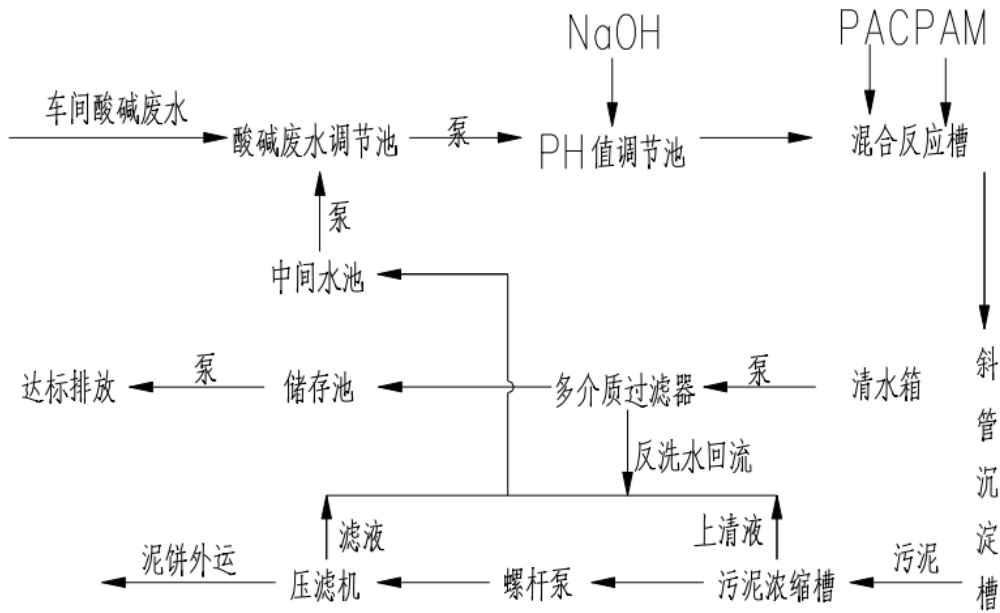 NaOH
PACPAM
车间酸碱废水
酸碱废水调节池
泵
PH值调节池
混合反应槽
泵
中间水池
达标排放
泵
储存池
多介质过滤器
泵
清水箱
斜管沉淀槽
反洗水回流
滤液
上清液
泥饼外运
压滤机
螺杆泵
污泥浓缩槽
污泥